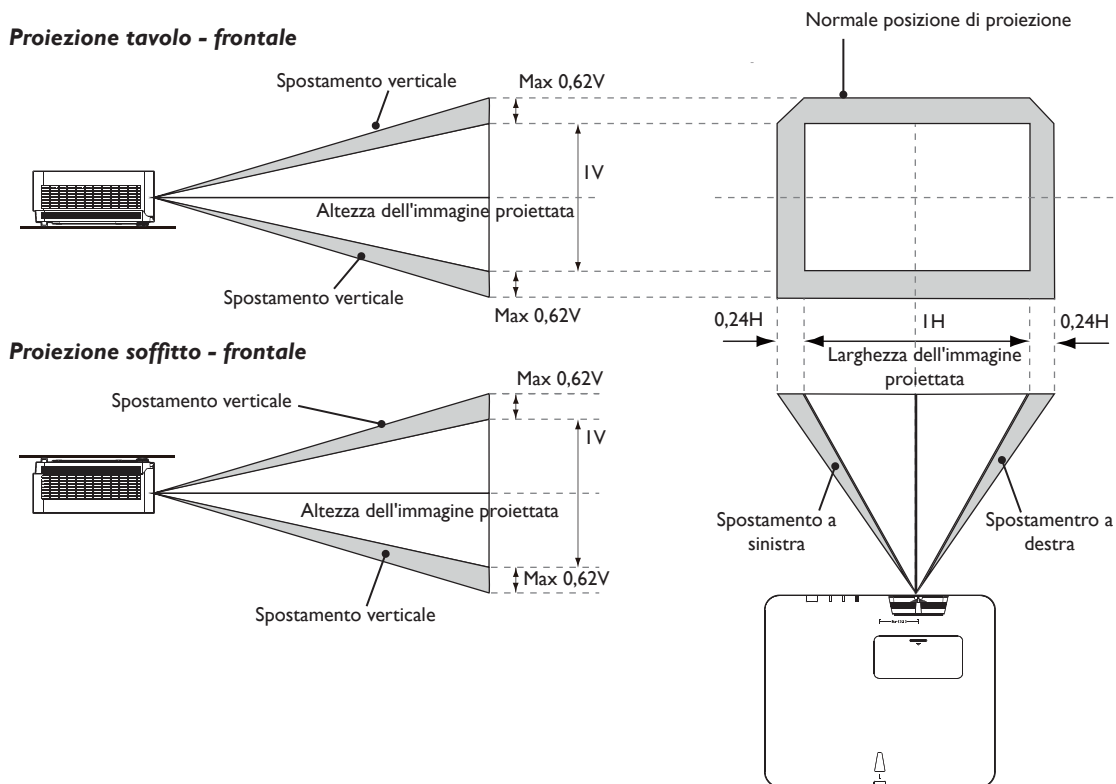 Normale posizione di proiezione
Proiezione tavolo - frontale
Spostamento verticale
Max 0,62V
1V
Altezza dell'immagine proiettata
Spostamento verticale
Max 0,62V
0,24H
1H
0,24H
Larghezza dell'immagine
proiettata
Proiezione soffitto - frontale
Max 0,62V
Spostamento verticale
1V
Altezza dell'immagine proiettata
Spostamento a
sinistra
Spostamentro a
destra
Max 0,62V
Spostamento verticale